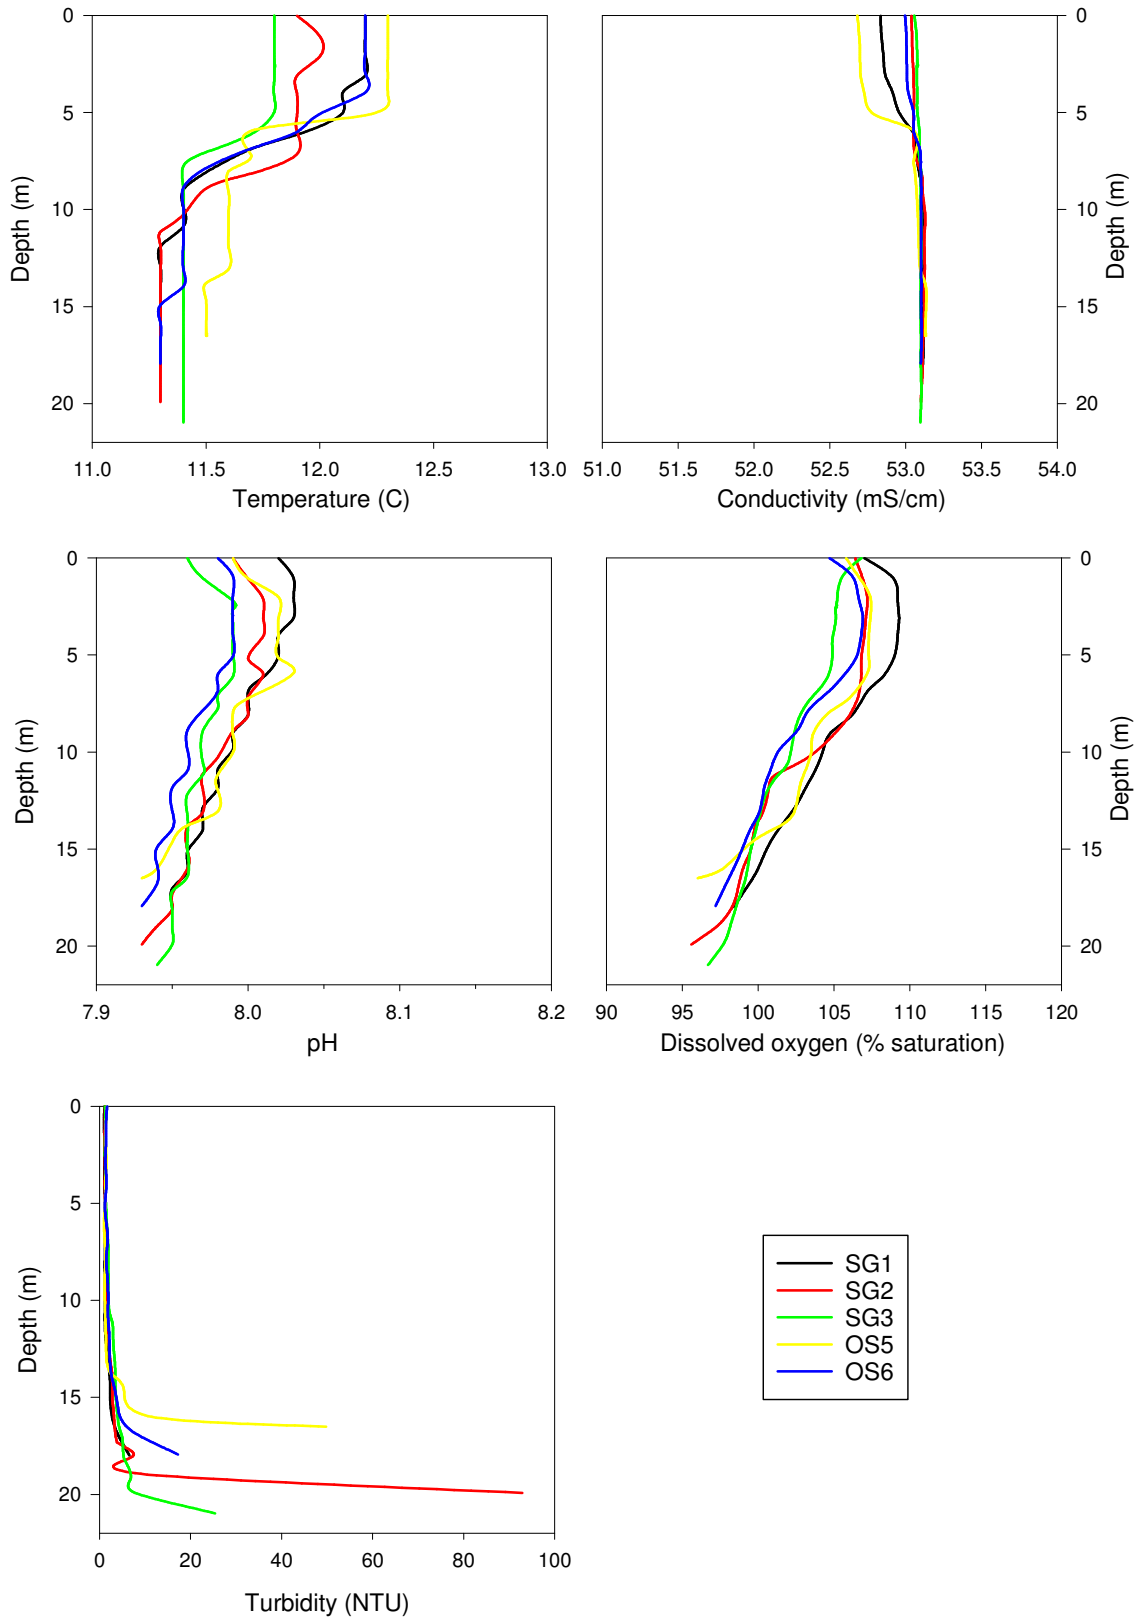 0
5
10
15
20
Depth (m)
11.0 11.5 12.0 12.5 13.0
Temperature (C)
0
5
10
15
20
Depth (m)
51.0 51.5 52.0 52.5 53.0 53.5 54.0
Conductivity (mS/cm)
0
5
10
15
20
Depth (m)
7.9 8.0 8.1 8.2
pH
0
5
10
15
20
Depth (m)
90 95 100 105 110 115 120
Dissolved oxygen (% saturation)
0
5
10
15
20
Depth (m)
0 20 40 60 80 100
Turbidity (NTU)
SG1
SG2
SG3
OS5
OS6